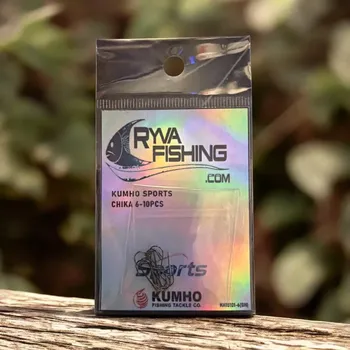 RYVA
FISHING
.COM
KUMHO SPORTS
CHIKA 6-10PCS
Sports
KUMHO
FISHING TACKLE CO.